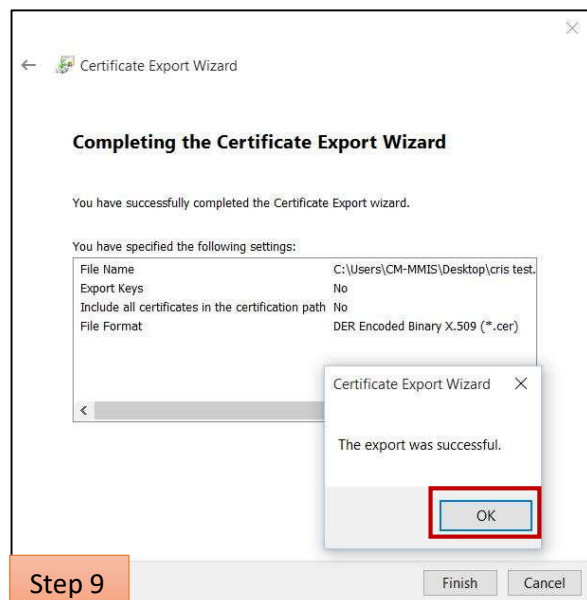 Certificate Export Wizard
Completing the Certificate Export Wizard
You have successfully completed the Certificate Export wizard.
You have specified the following settings:
File Name C:\Users\CM-MMIS\Desktop\cris test.
Export Keys No
Include all certificates in the certification path No
File Format DER Encoded Binary X.509 (*.cer)
Certificate Export Wizard
The export was successful.
OK
Step 9
Finish Cancel